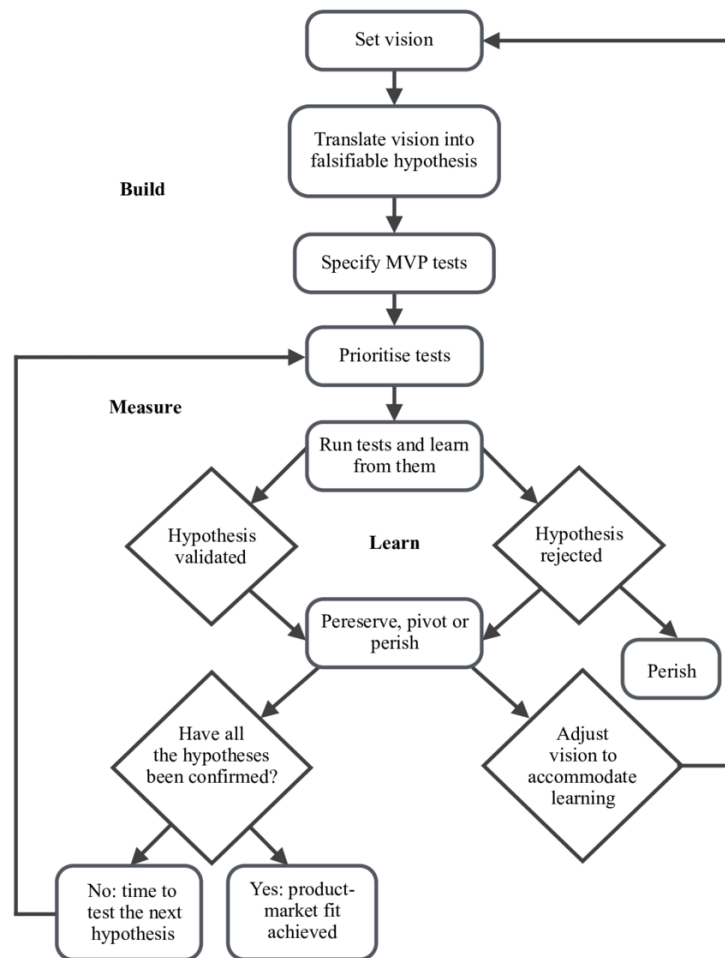 Set vision
Translate vision into
falsifiable hypothesis
Build
Specify MVP tests
Prioritise tests
Measure
Run tests and learn
from them
Hypothesis
validated
Learn
Hypothesis
rejected
Pereserve, pivot or
perish
Perish
Have all
the hypotheses
been confirmed?
Adjust
vision to
accommodate
learning
No: time to
test the next
hypothesis
Yes: product-
market fit
achieved